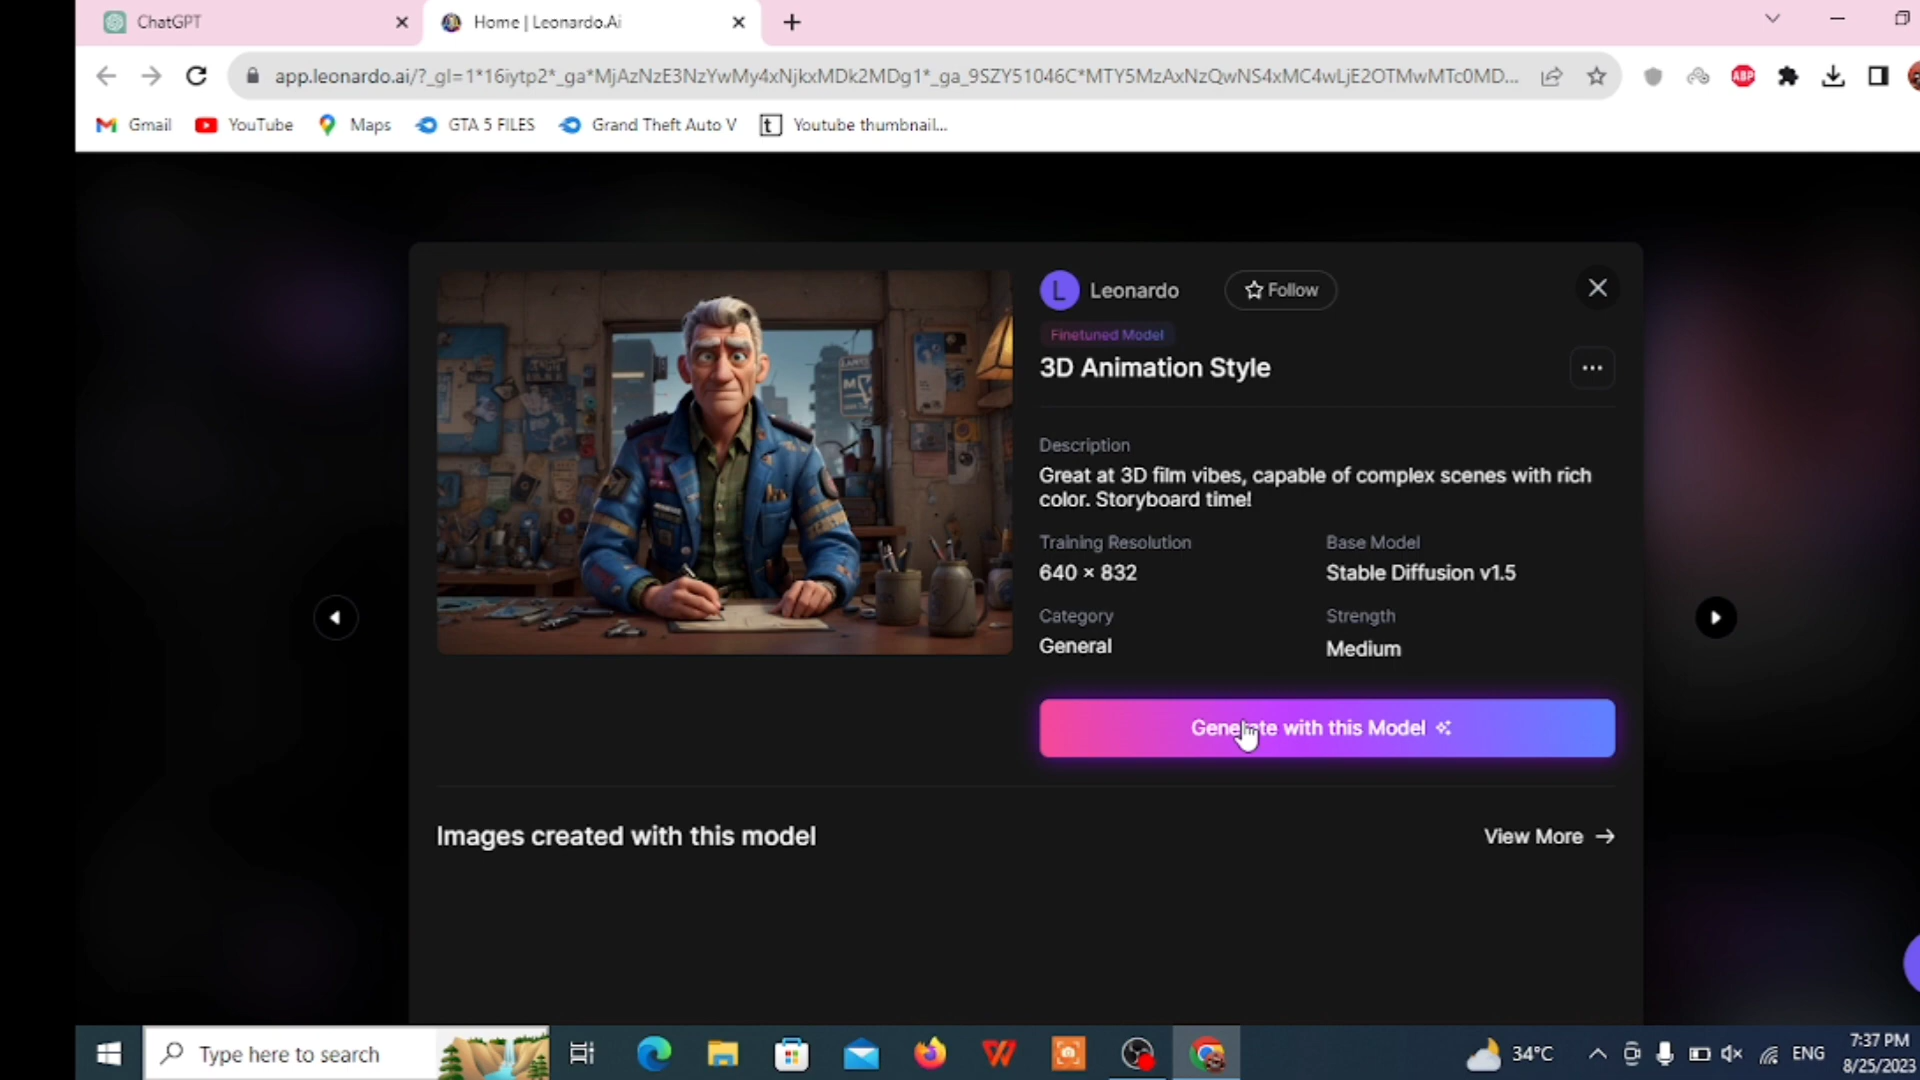 ChatGPT
Home | Leonardo.Ai
app.leonardo.ai/?_gl=1*16iytp2*_ga*MjAzNzE3NzYwMy4xNjkxMDk2MDg1*_ga_9SZY51046C*MTY5MzAxNzQwNS4xMC4wLjE2OTMwMTc0MD...
ABP
Gmail
YouTube
Maps
GTA 5 FILES
Grand Theft Auto V
t
Youtube thumbnail...
L
Leonardo
Follow
Finetuned Model
3D Animation Style
Description
Great at 3D film vibes, capable of complex scenes with rich
color. Storyboard time!
Training Resolution
Base Model
640 × 832
Stable Diffusion v1.5
Category
Strength
General
Medium
Generate with this Model
Images created with this model
View More →
Type here to search
34°C
ENG
7:37 PM
8/25/2023